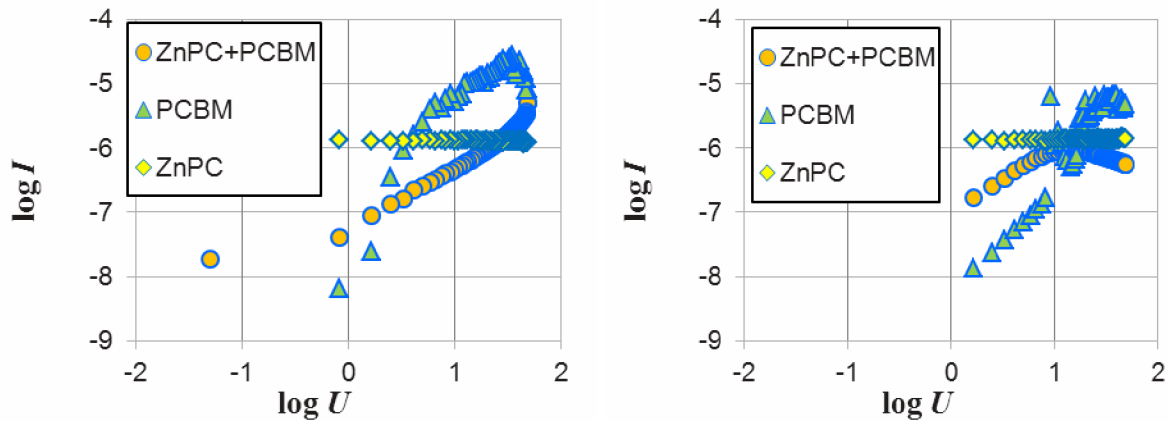 -4
ZnPC+PCBM
-5
PCBM
log I
-6
ZnPC
-7
-8
-9
-2 -1 0 1 2
log U
-4
ZnPC+PCBM
-5
PCBM
log I
-6
ZnPC
-7
-8
-9
-2 -1 0 1 2
log U